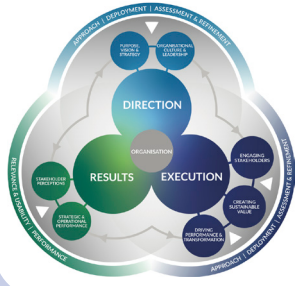 APPROACH | DEPLOYMENT | ASSESSMENT & REFINEMENT
PURPOSE,
VISION &
STRATEGY
ORGANISATIONAL
CULTURE &
LEADERSHIP
DIRECTION
ORGANISATION
RESULTS
EXECUTION
STAKEHOLDER
PERCEPTIONS
STRATEGIC &
OPERATIONAL
PERFORMANCE
ENGAGING
STAKEHOLDERS
CREATING
SUSTAINABLE
VALUE
DRIVING
PERFORMANCE &
TRANSFORMATION
RELEVANCE & USABILITY | PERFORMANCE
APPROACH | DEPLOYMENT | ASSESSMENT & REFINEMENT